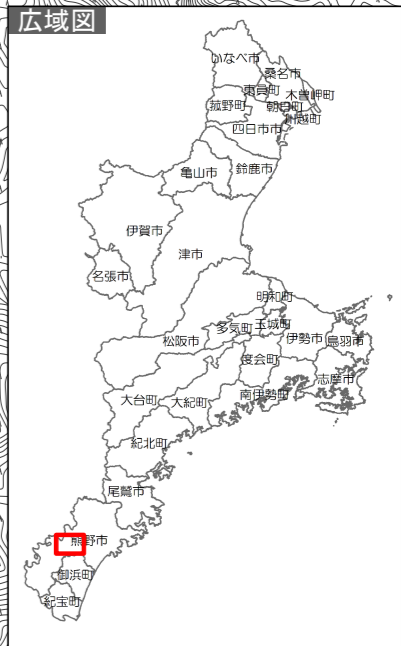 広域図
いなべ市
桑名市
東員町
木曽岬町
菰野町
朝日町
川越町
四日市市
亀山市
鈴鹿市
伊賀市
津市
名張市
明和町
松阪市
多気町
玉城町
伊勢市
鳥羽市
度会町
志摩市
大台町
大紀町
南伊勢町
紀北町
尾鷲市
熊野市
御浜町
紀宝町